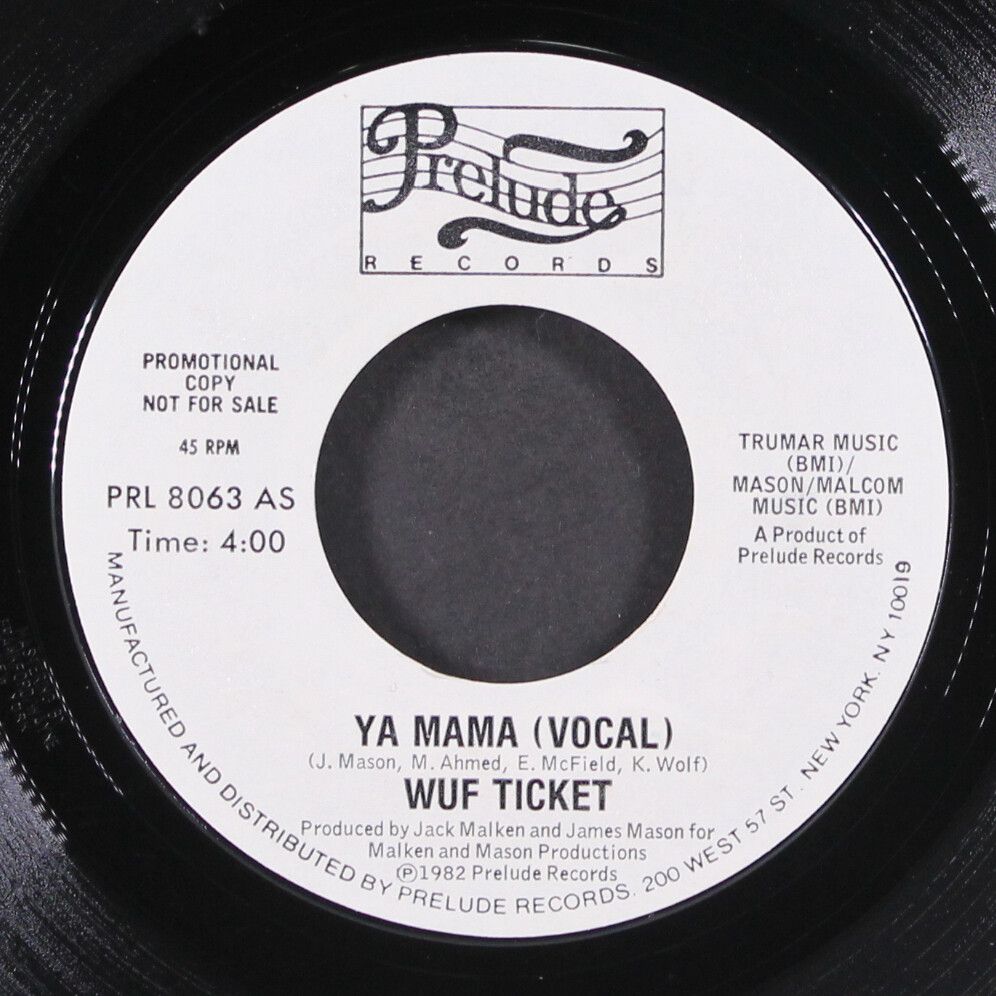 Prelude
RECORDS
PROMOTIONAL
COPY
NOT FOR SALE
45 RPM
PRL 8063 AS
Time: 4:00
TRUMAR MUSIC
(BMI)/
MASON/MALCOM
MUSIC (BMI)
A Product of
Prelude Records
YA MAMA (VOCAL)
(J. Mason, M. Ahmed, E. McField, K. Wolf)
WUF TICKET
Produced by Jack Malken and James Mason for
Malken and Mason Productions
Ⓟ1982 Prelude Records
MANUFACTURED AND DISTRIBUTED BY PRELUDE RECORDS. 200 WEST 57 ST. NEW YORK. NY 10019